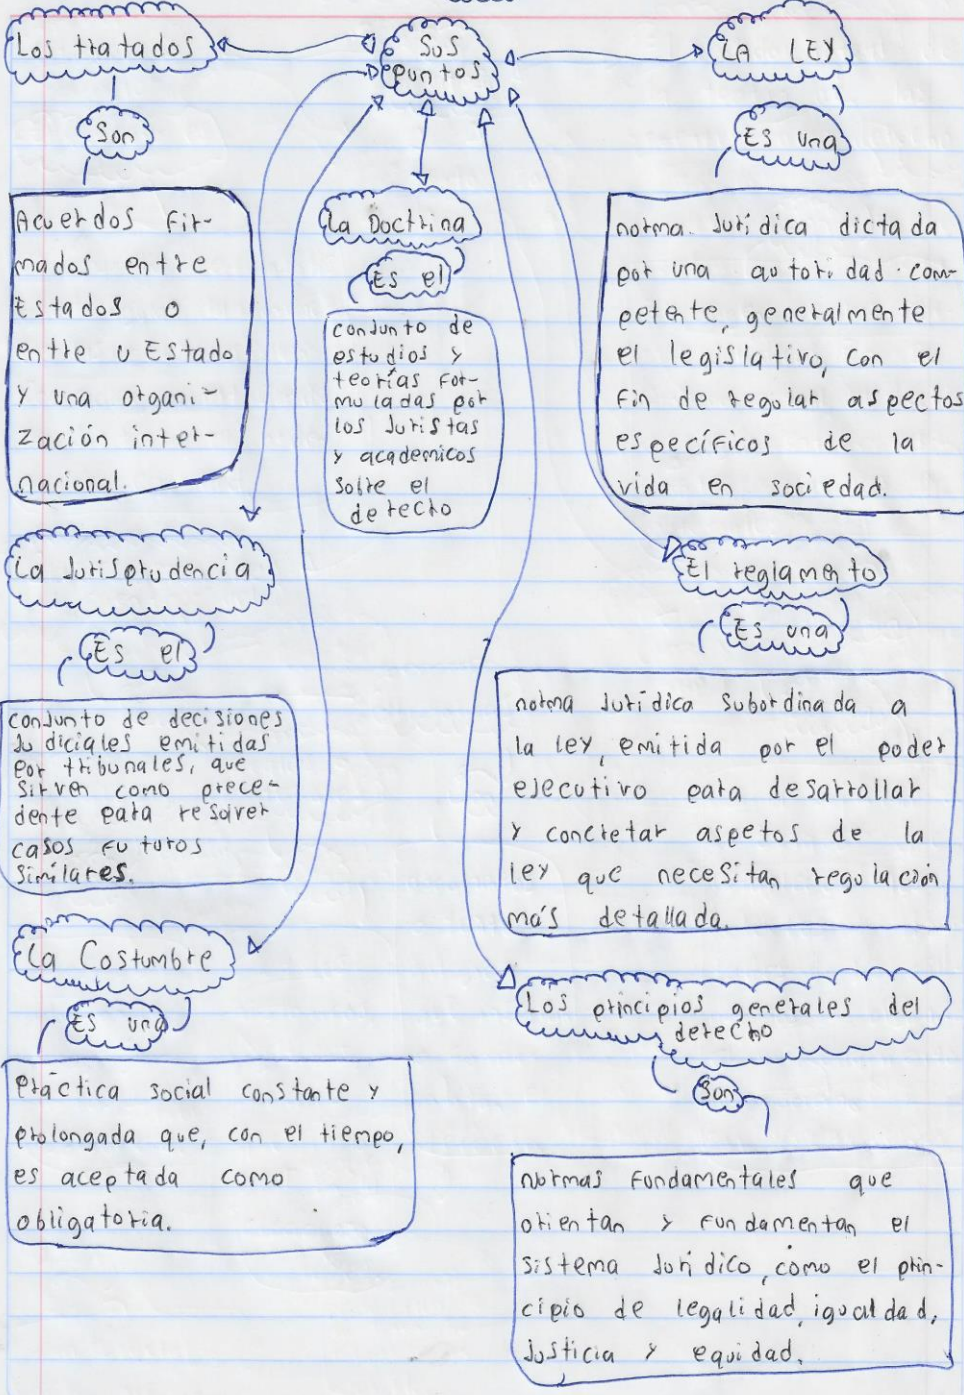 Sus
puntos
Los tratados
Son
Acuerdos Fir-
mados entre
Estados o
entre u Estado
y una organi-
zación inter-
nacional.
La Doctrina
Es el
conjunto de
estudios y
teorías For-
muladas por
los Juristas
y academicos
sobre el
derecho
LA LEY
Es una
norma Jurídica dictada
por una autoridad com-
petente, generalmente
el legislativo, con el
fin de regular aspectos
específicos de la
vida en sociedad.
La Jurisprudencia
Es el
conjunto de decisiones
Judiciales emitidas
por tribunales, que
sirven como prece-
dente para resolver
casos futuros
similares.
El reglamento
Es una
norma Jurídica subordinada a
la ley, emitida por el poder
ejecutivo para desarrollar
y concretar aspetos de la
ley que necesitan regulación
más detallada.
La Costumbre
Es una
práctica social constante y
prolongada que, con el tiempo,
es aceptada como
obligatoria.
Los principios generales del
derecho
Son
normas Fundamentales que
orientan y Fundamentan el
sistema Jurídico, como el prin-
cipio de legalidad, igualdad,
Justicia y equidad.